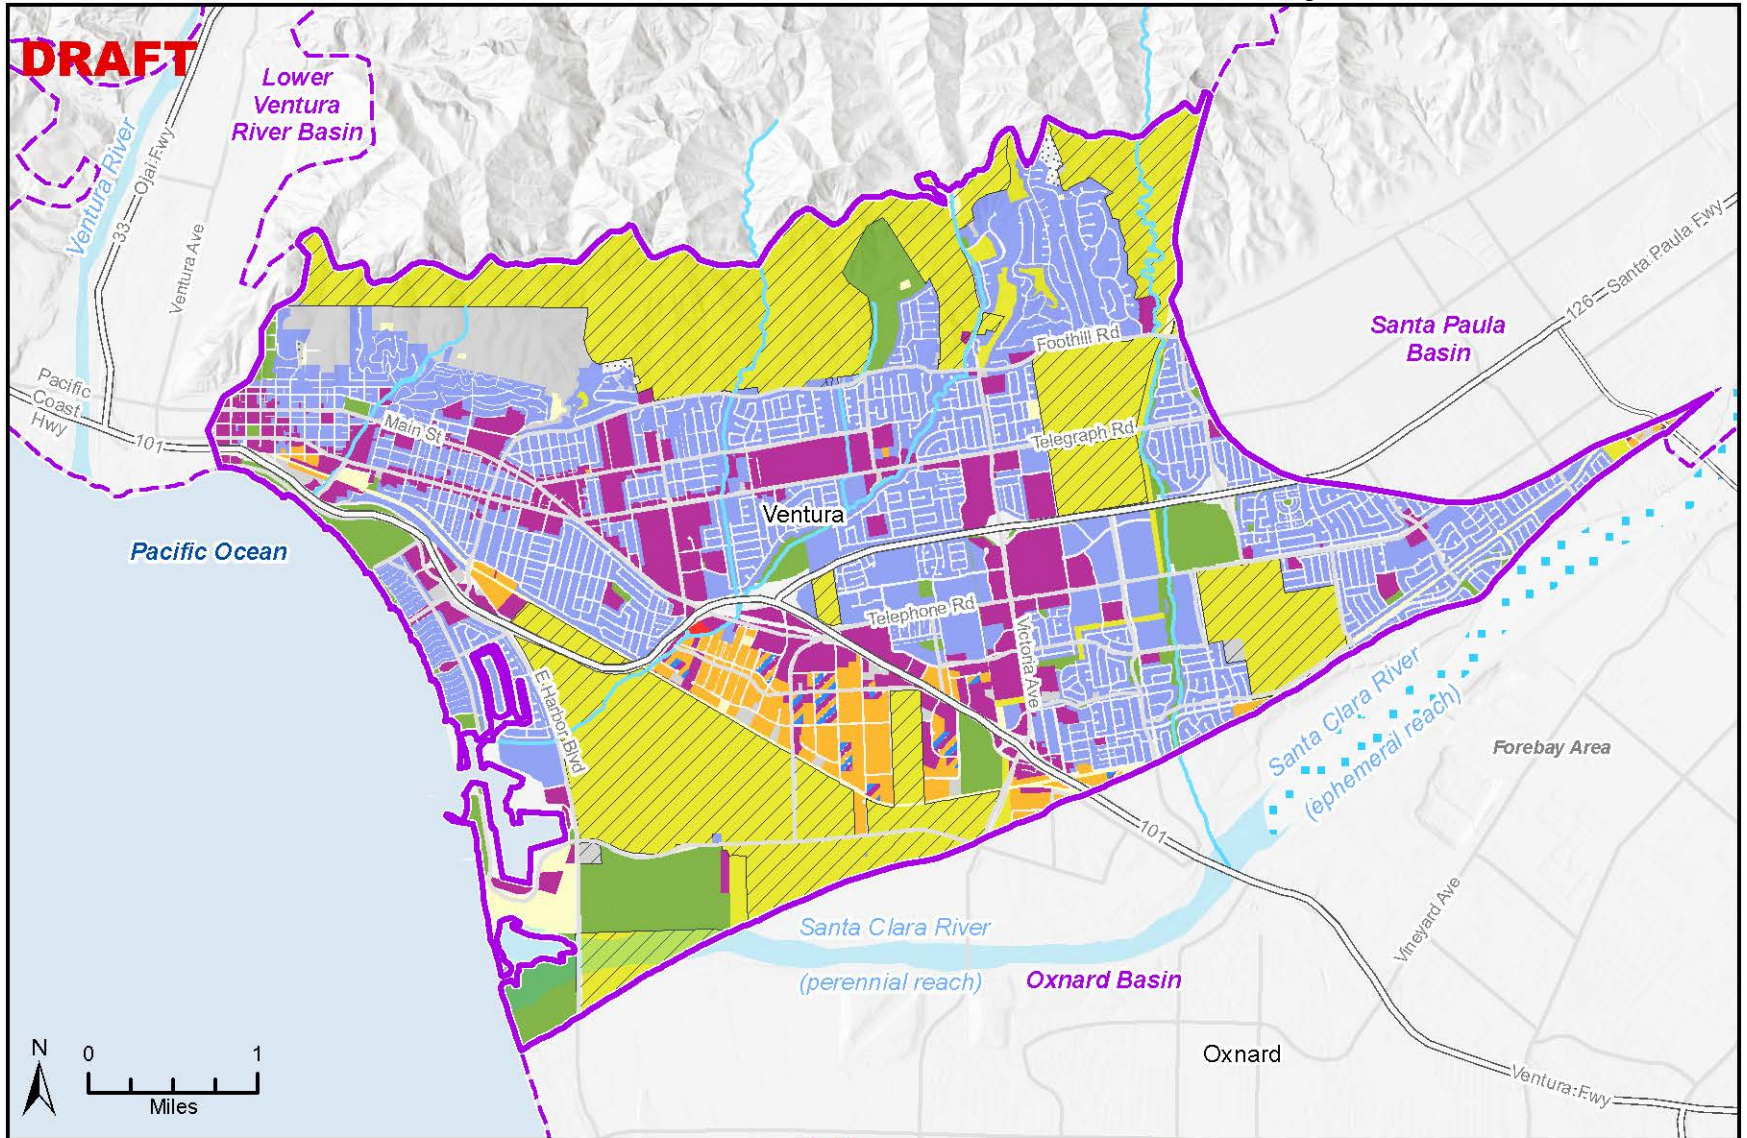 DRAFT
Lower
Ventura
River Basin
Ventura River
33
Ojai Fwy
Ventura Ave
126
Santa Paula Fwy
Santa Paula
Basin
Foothill Rd
Pacific
Coast
Hwy
101
Main St
Telegraph Rd
Ventura
Pacific Ocean
Telephone Rd
Victoria Ave
E Harbor Blvd
Santa Clara River
(ephemeral reach)
Forebay Area
101
Vineyard Ave
Santa Clara River
(perennial reach)
Oxnard Basin
N
0 1
Miles
Oxnard
Ventura Fwy